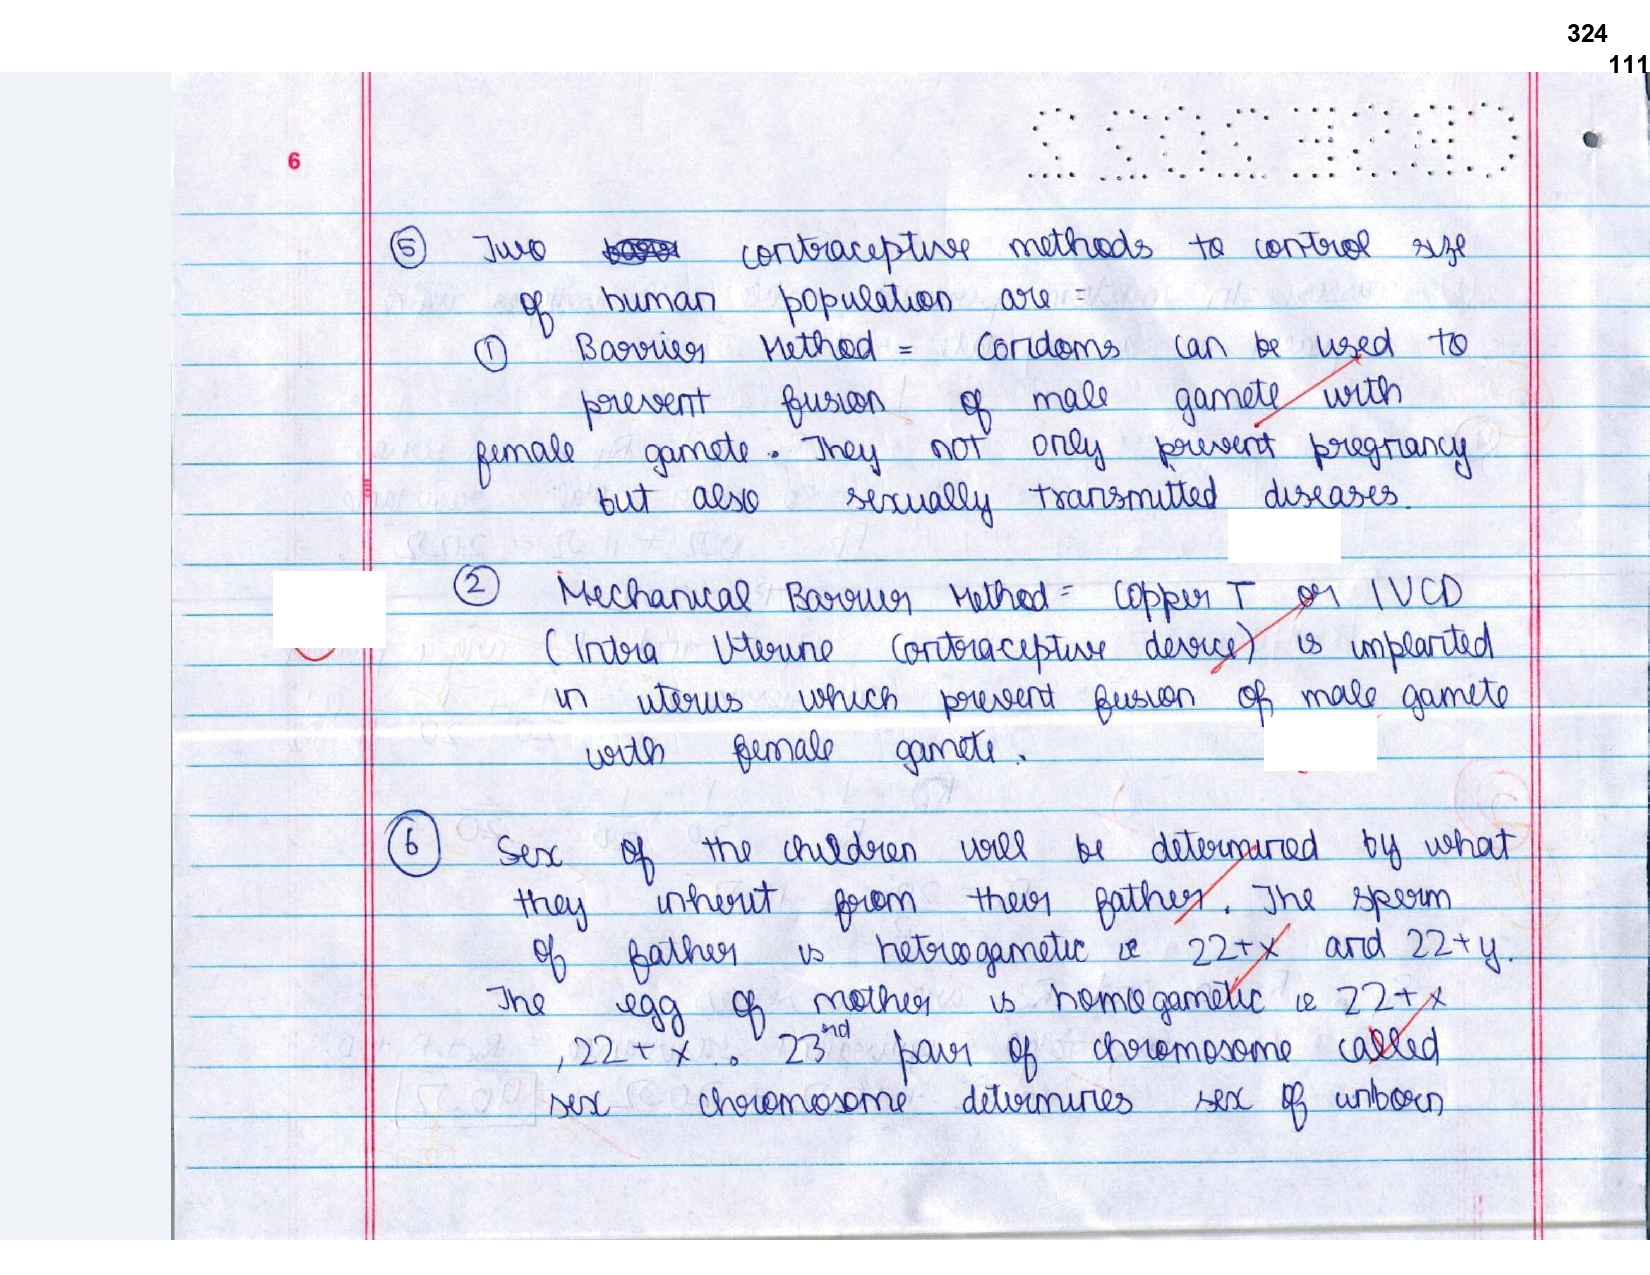 324
111
6
⑤ Two contraceptive methods to control size
of human population are =
① Barrier Method = Condoms can be used to
prevent fusion of male gamete with
female gamete. They not only prevent pregnancy
but also sexually transmitted diseases.
② Mechanical Barrier Method = Copper T or IUCD
(Intra Uterune Contraceptive device) is implanted
in uterus which prevent fusion of male gamete
with female gamete.
⑥ Sex of the children will be determined by what
they inherit from their father. The sperm
of father is hetrogametic ie 22+x and 22+y.
The egg of mother is homogametic ie 22+x
,22+x. 23nd pair of chromosome called
sex chromosome determines sex of unborn